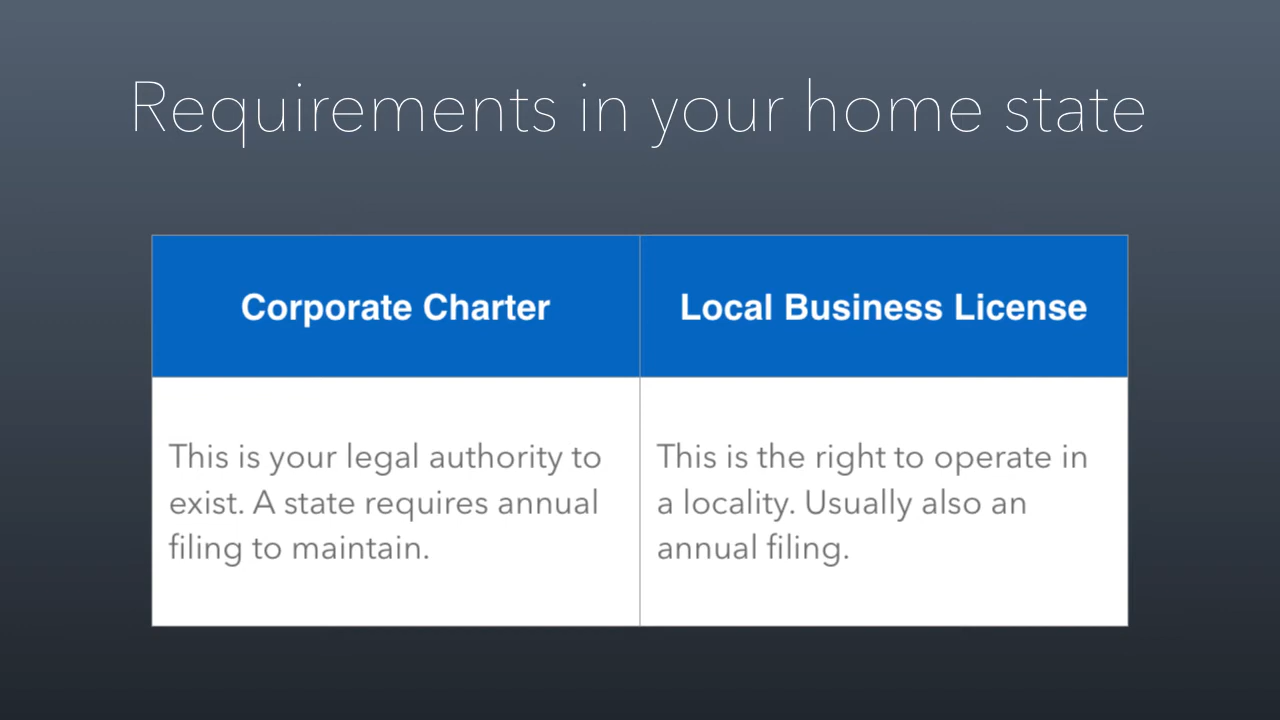 Requirements in your home state
Corporate Charter
Local Business License
This is your legal authority to
exist. A state requires annual
filing to maintain.
This is the right to operate in
a locality. Usually also an
annual filing.